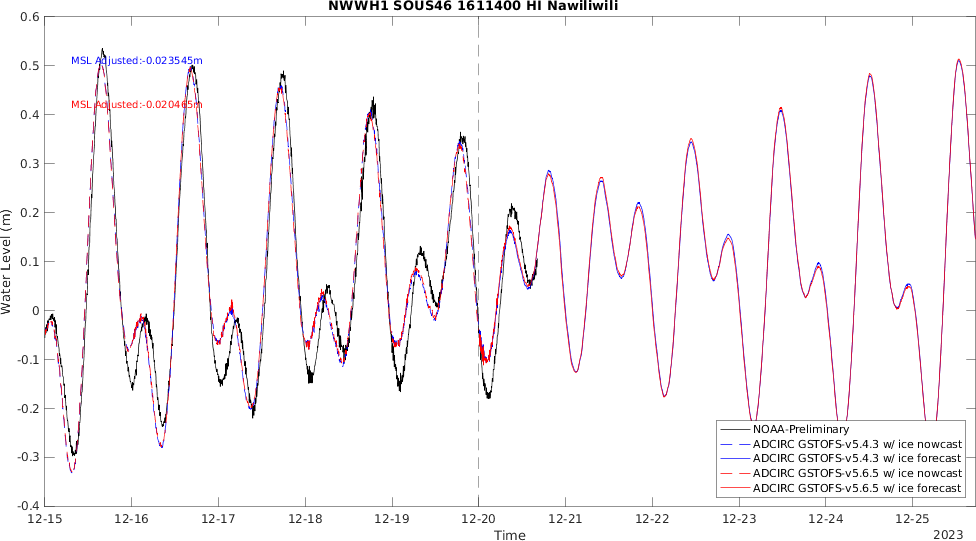 NWWH1 SOUS46 1611400 HI Nawiliwili
0.6
0.5
0.4
0.3
0.2
0.1
0
-0.1
-0.2
-0.3
-0.4
Water Level (m)
MSL Adjusted:-0.023545m
MSL Adjusted:-0.020465m
NOAA-Preliminary
ADCIRC GSTOFS-v5.4.3 w/ ice nowcast
ADCIRC GSTOFS-v5.4.3 w/ ice forecast
ADCIRC GSTOFS-v5.6.5 w/ ice nowcast
ADCIRC GSTOFS-v5.6.5 w/ ice forecast
12-15 12-16 12-17 12-18 12-19 12-20 12-21 12-22 12-23 12-24 12-25
Time
2023